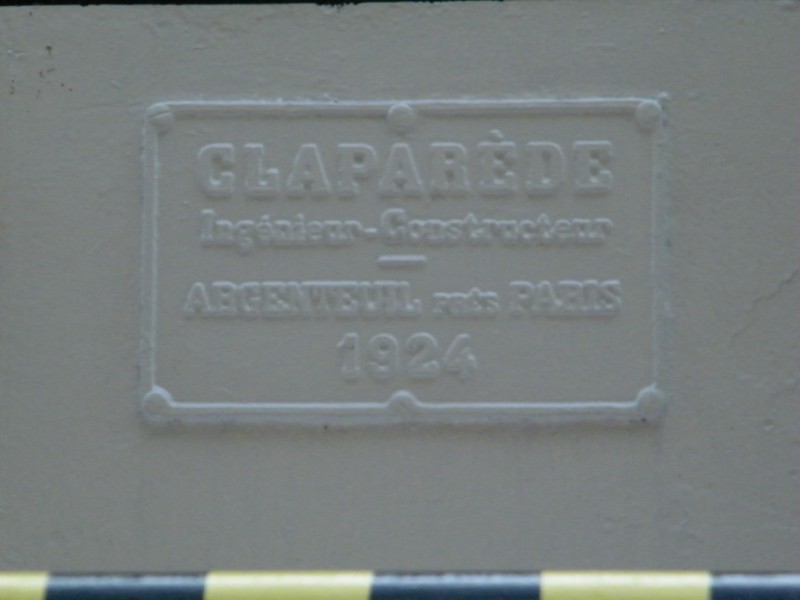 CLAPARÈDE
Ingénieur-Constructeur
ARGENTEUIL près PARIS
1924